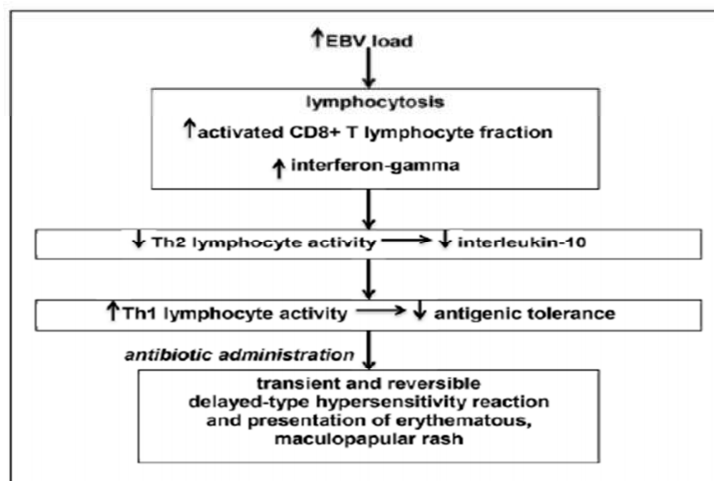 ↑EBV load
lymphocytosis
↑activated CD8+ T lymphocyte fraction
↑ interferon-gamma
↓ Th2 lymphocyte activity → ↓ interleukin-10
↑Th1 lymphocyte activity → ↓ antigenic tolerance
antibiotic administration
transient and reversible
delayed-type hypersensitivity reaction
and presentation of erythematous,
maculopapular rash